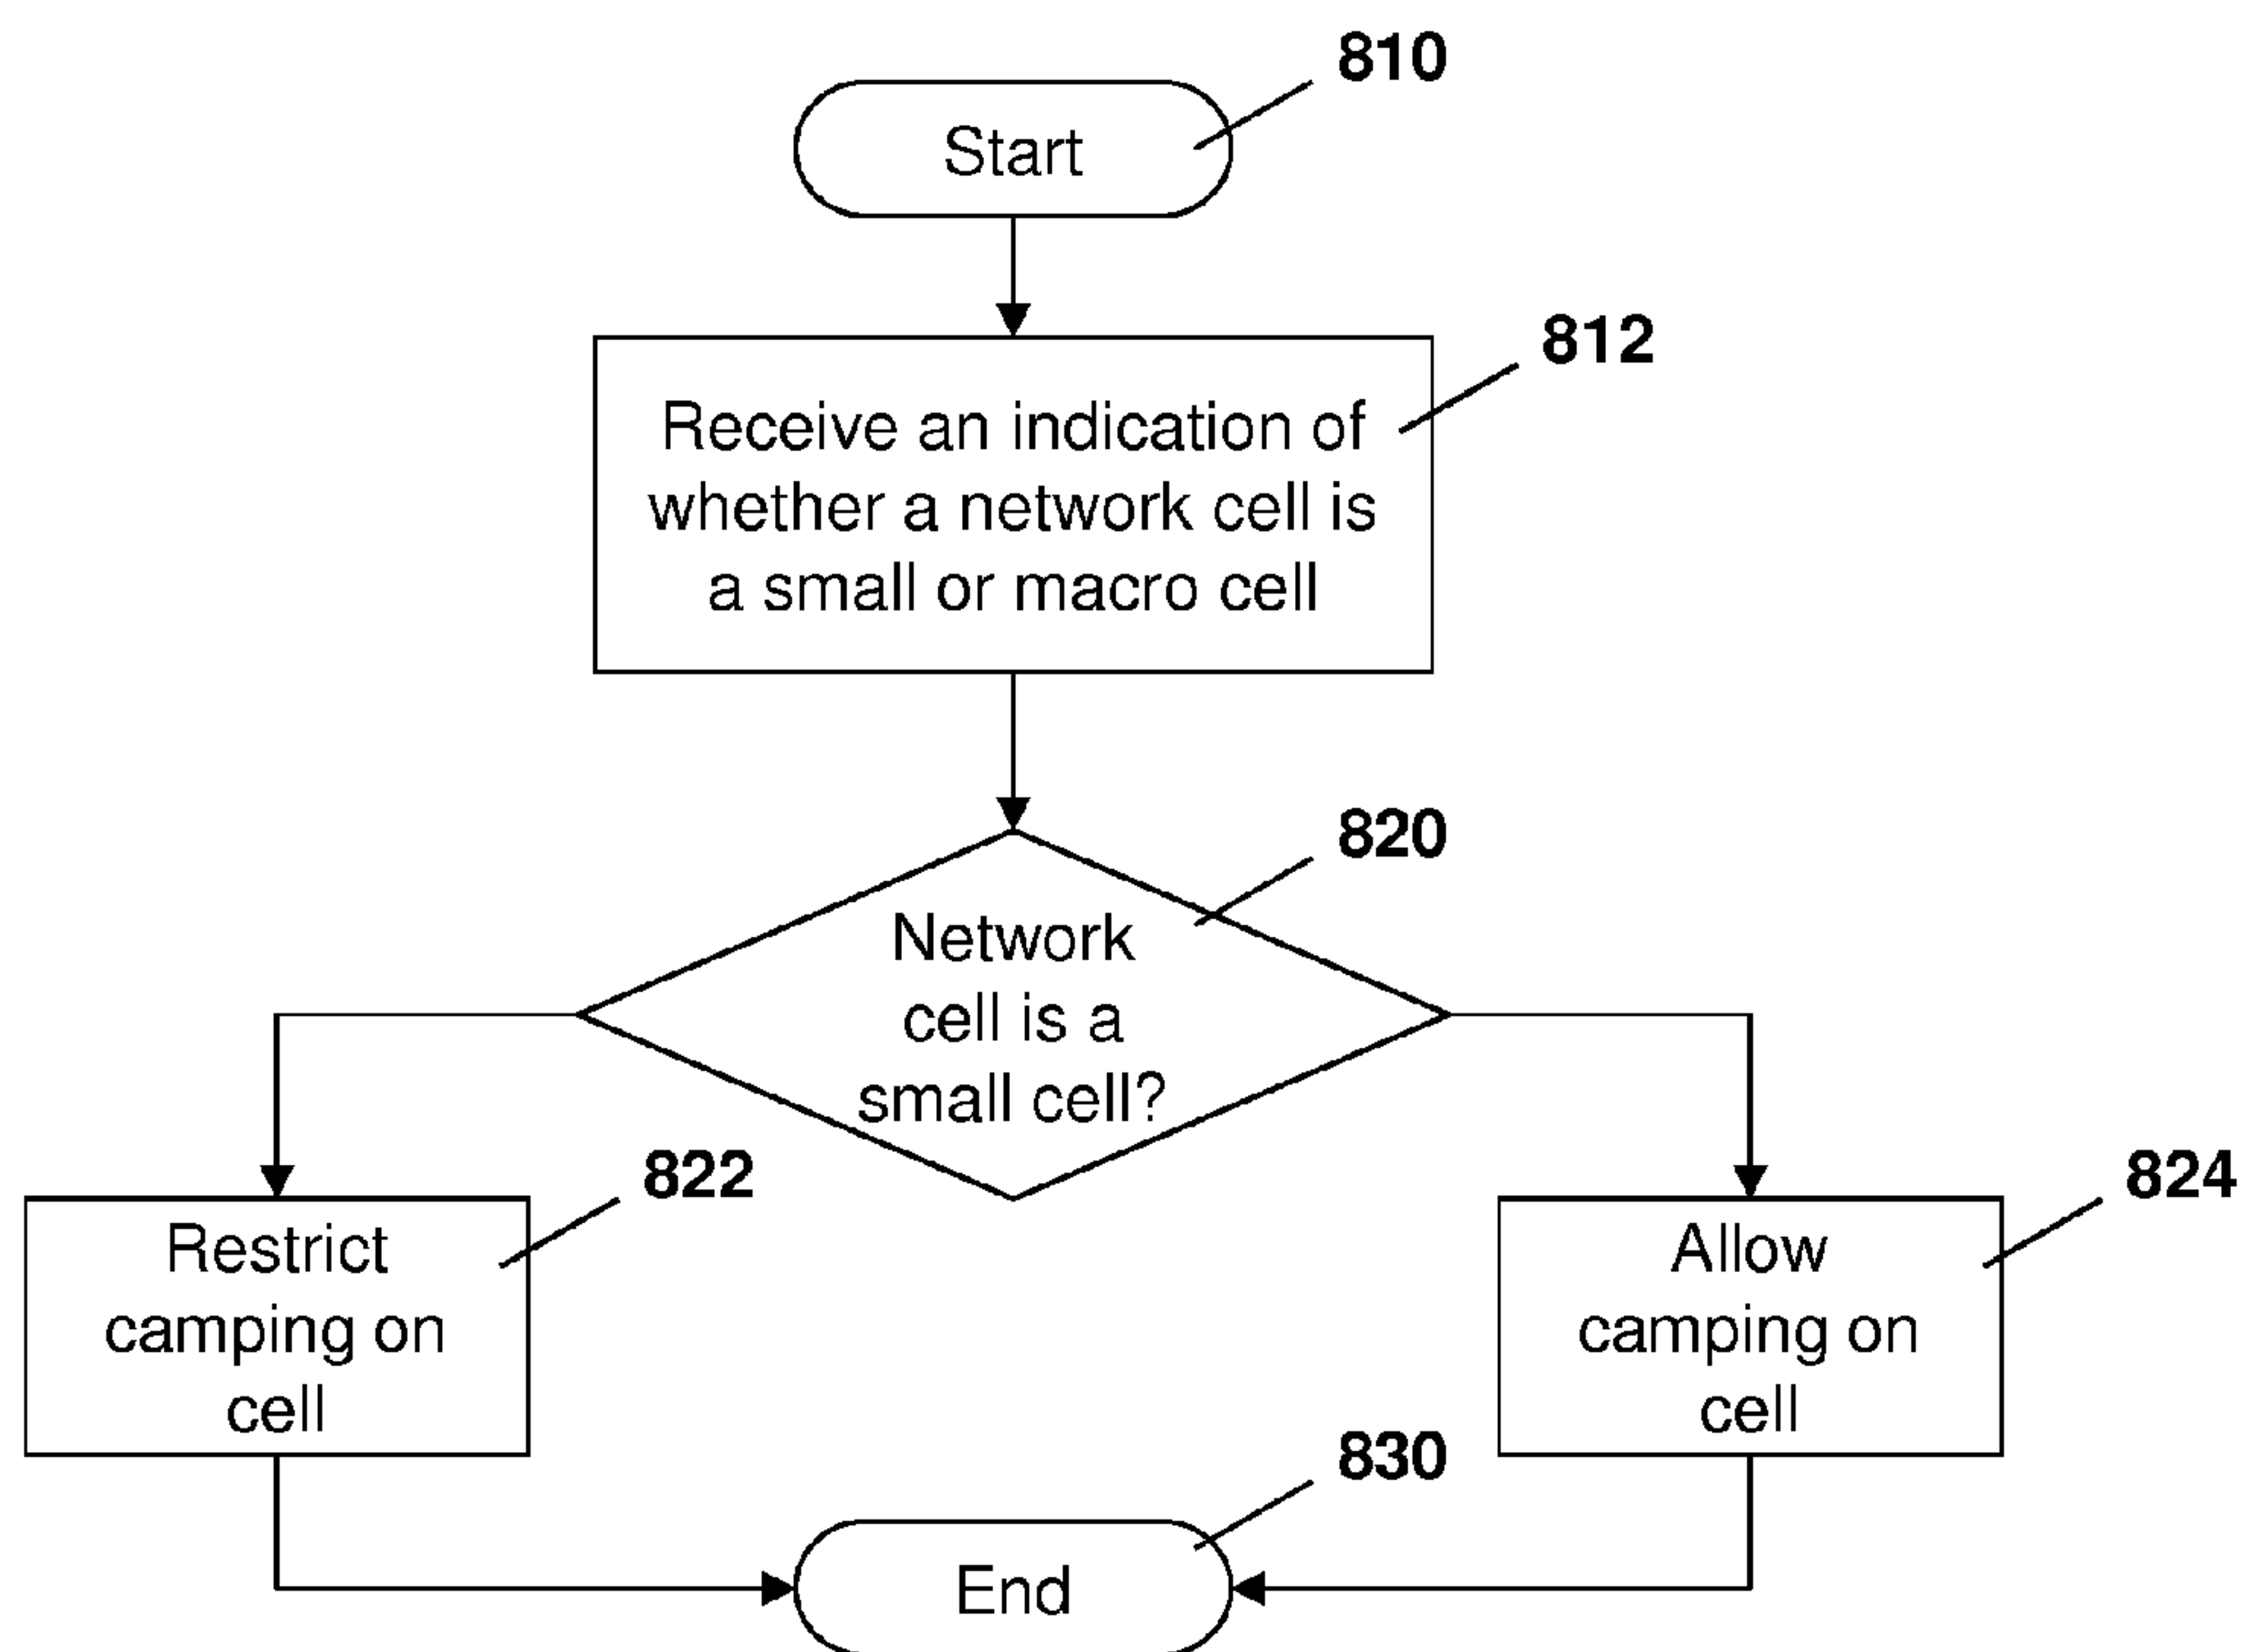 810
Start
812
Receive an indication of
whether a network cell is
a small or macro cell
820
Network
cell is a
small cell?
822
Restrict
camping on
cell
824
Allow
camping on
cell
830
End